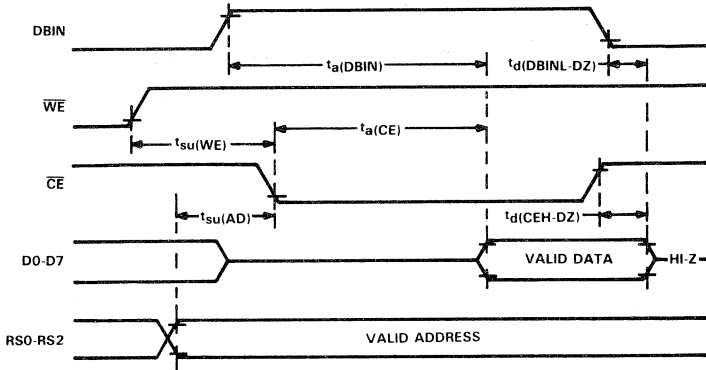 DBIN
ta(DBIN)
td(DBINL-DZ)
WE
tsu(WE)
ta(CE)
CE
tsu(AD)
td(CEH-DZ)
D0-D7
VALID DATA
HI-Z
RS0-RS2
VALID ADDRESS